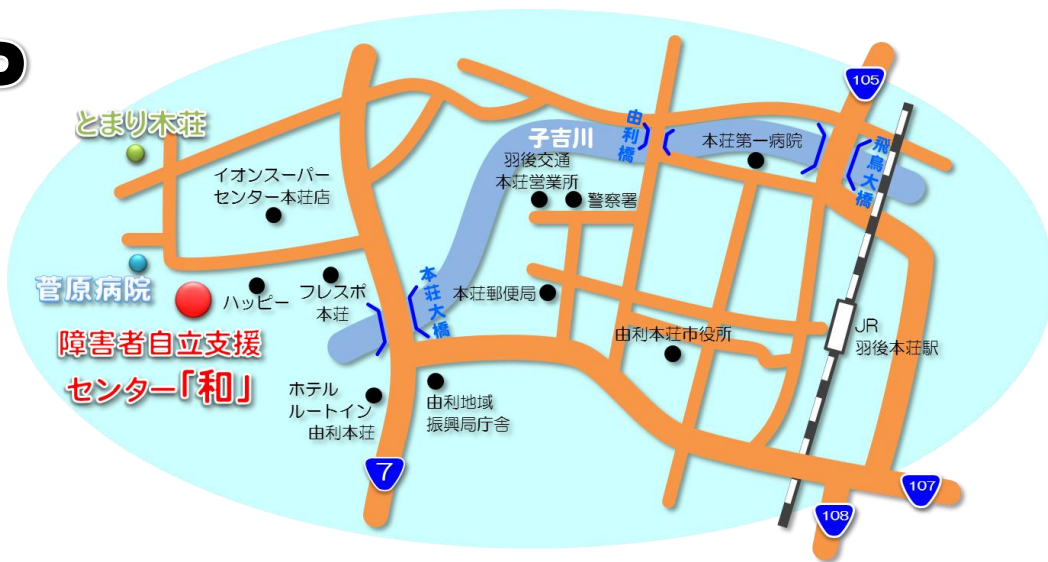 P
とまり木荘
イオンスーパー
センター本荘店
菅原病院
ハッピー
フレスポ
本荘
障害者自立支援
センター「和」
子吉川
羽後交通
本荘営業所
警察署
由利橋
本荘第一病院
105
飛鳥大橋
本荘大橋
本荘郵便局
由利本荘市役所
JR
羽後本荘駅
ホテル
ルートイン
由利本荘
由利地域
振興局庁舎
7
107
108